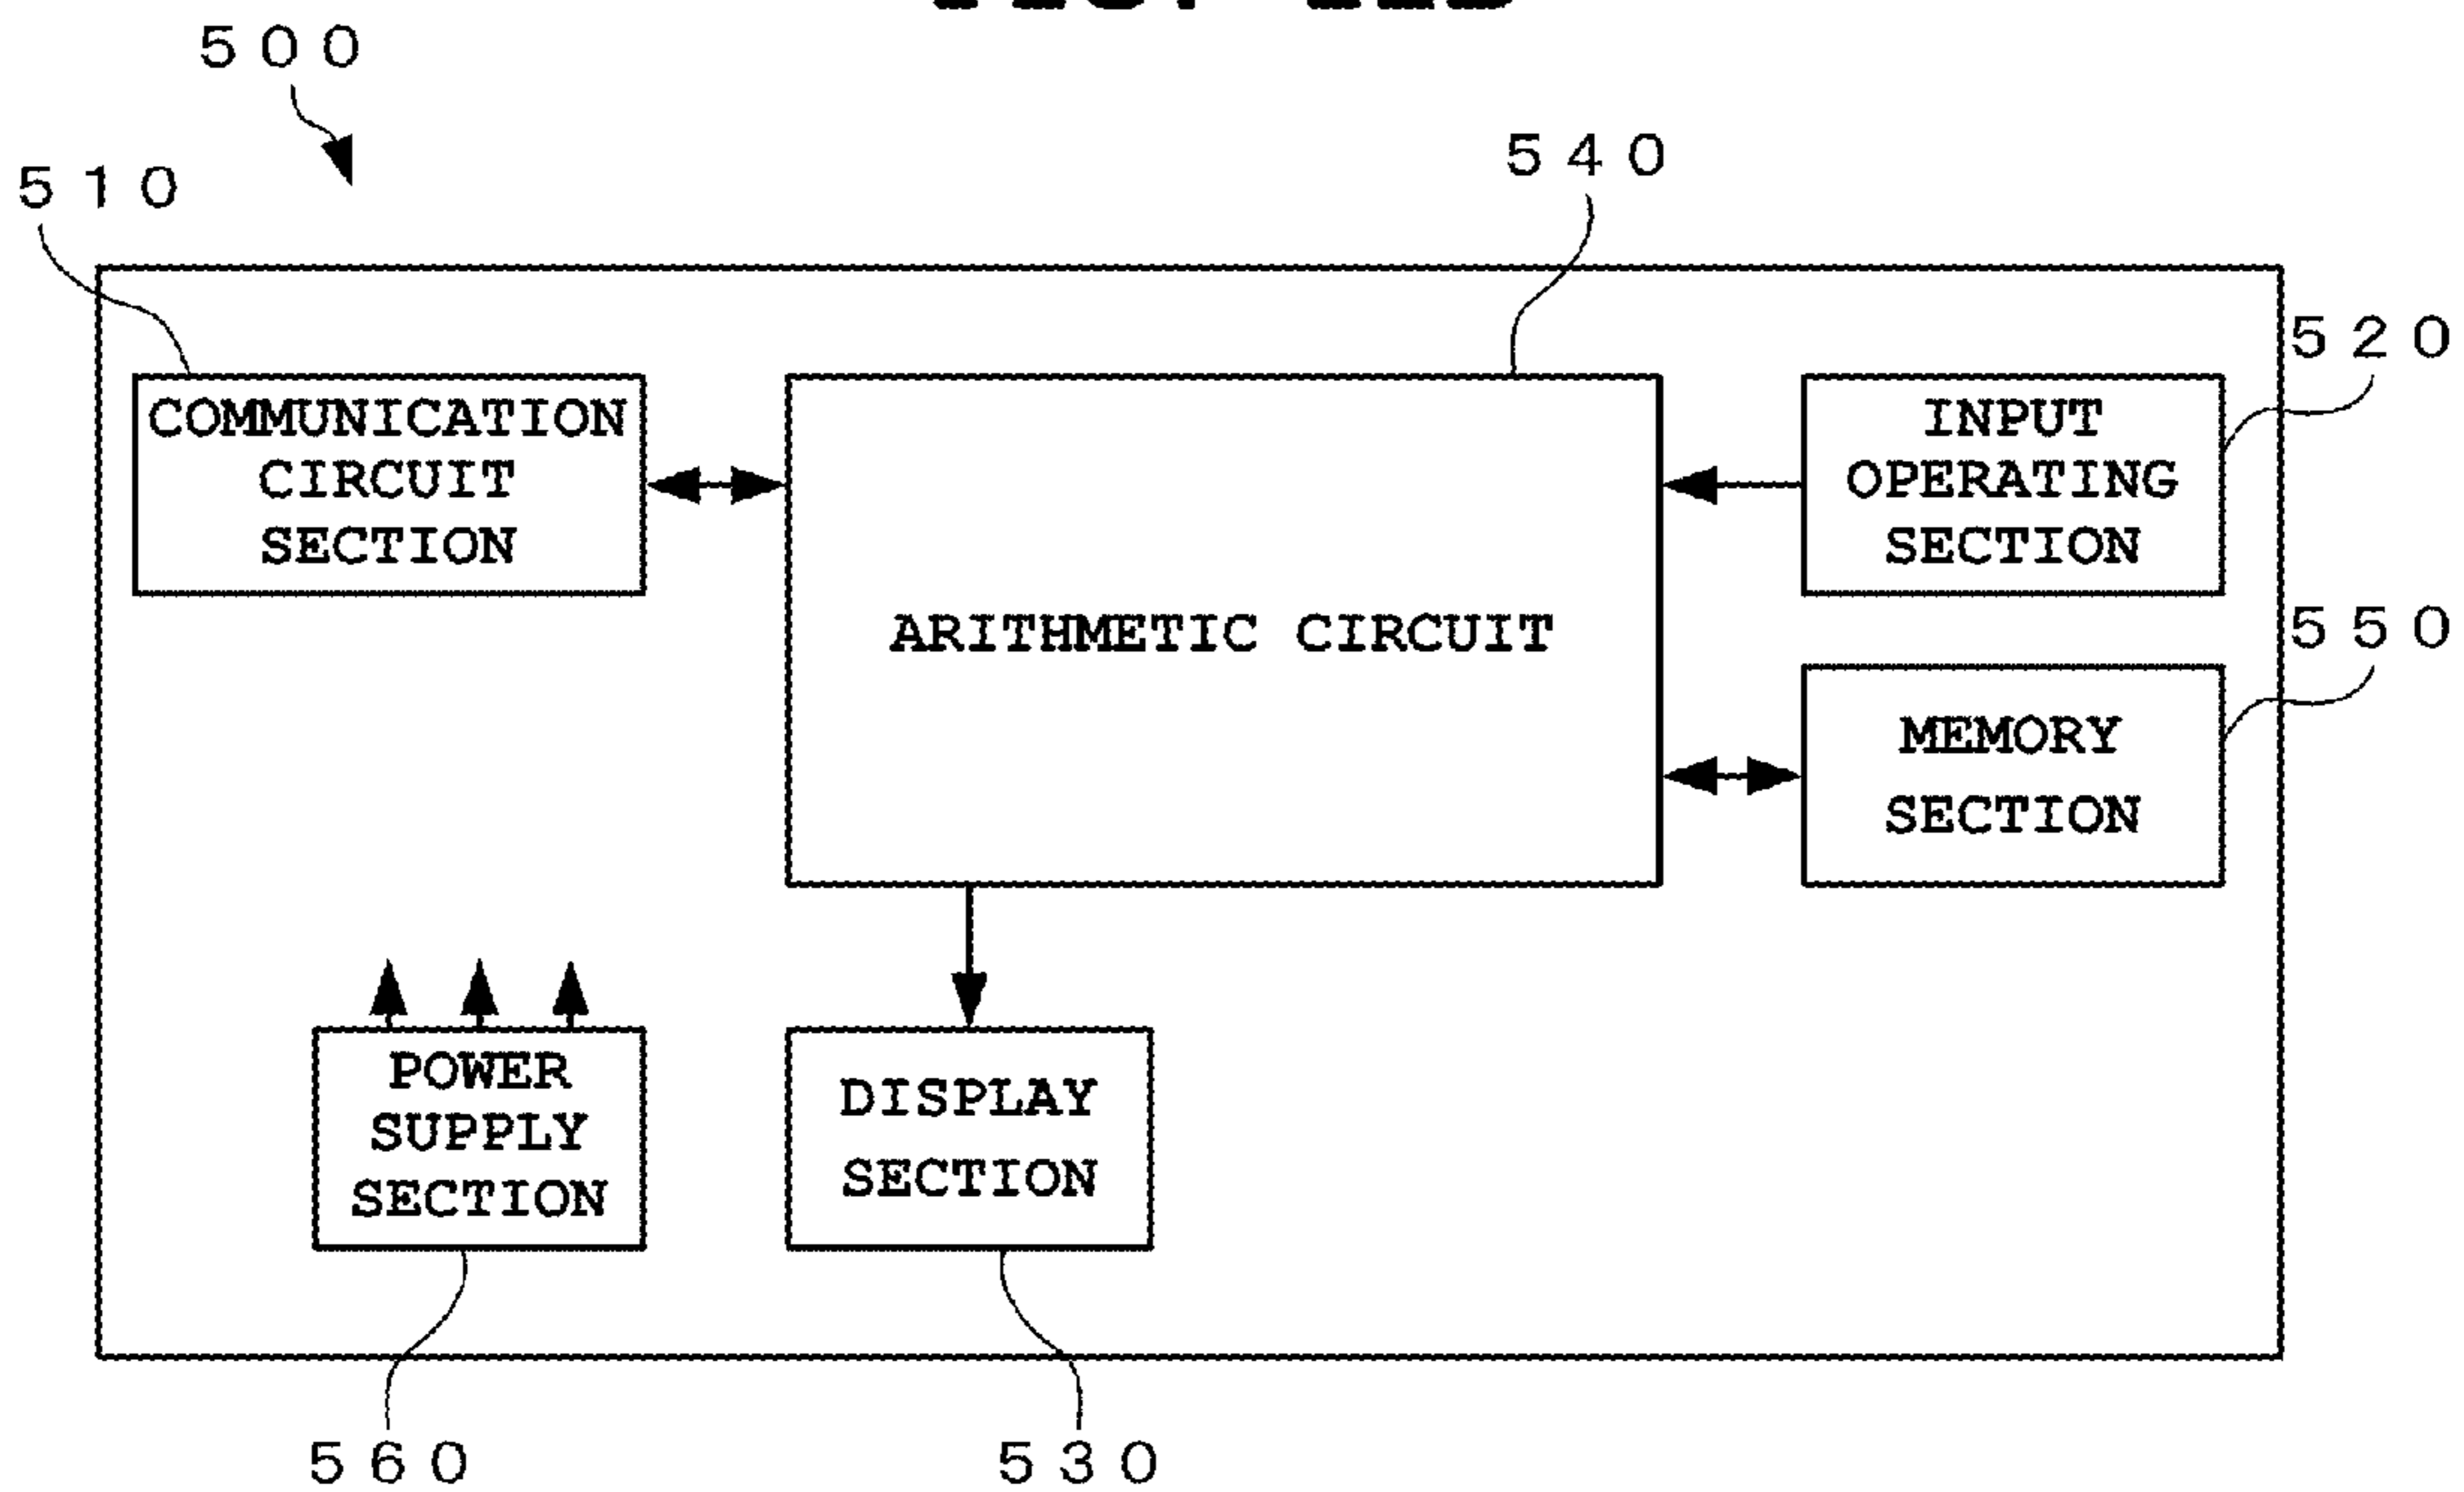 500
510
540
520
COMMUNICATION
CIRCUIT
SECTION
INPUT
OPERATING
SECTION
ARITHMETIC CIRCUIT
550
MEMORY
SECTION
POWER
SUPPLY
SECTION
DISPLAY
SECTION
560
530